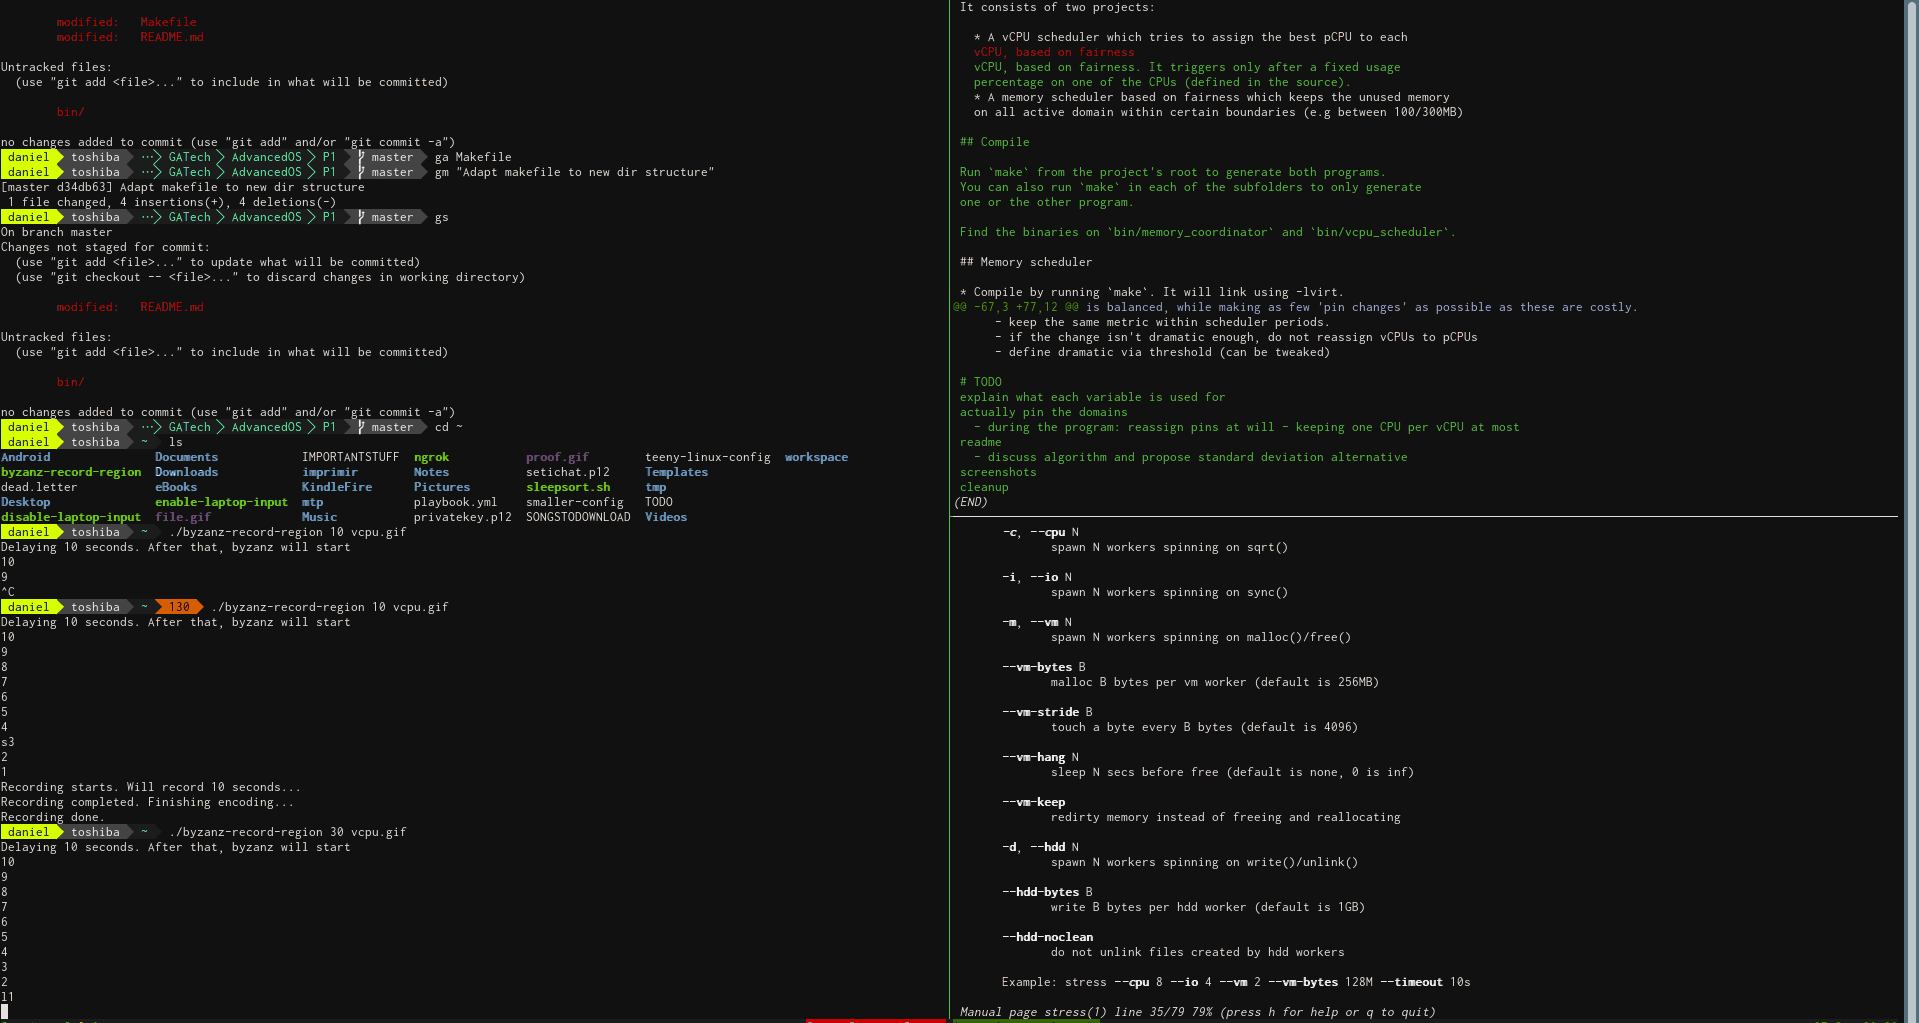 modified:   Makefile
        modified:   README.md
Untracked files:
  (use "git add <file>..." to include in what will be committed)
        bin/
no changes added to commit (use "git add" and/or "git commit -a")
daniel toshiba ⋯ GATech AdvancedOS P1 master ga Makefile
daniel toshiba ⋯ GATech AdvancedOS P1 master gm "Adapt makefile to new dir structure"
[master d34db63] Adapt makefile to new dir structure
 1 file changed, 4 insertions(+), 4 deletions(-)
daniel toshiba ⋯ GATech AdvancedOS P1 master gs
On branch master
Changes not staged for commit:
  (use "git add <file>..." to update what will be committed)
  (use "git checkout -- <file>..." to discard changes in working directory)
        modified:   README.md
Untracked files:
  (use "git add <file>..." to include in what will be committed)
        bin/
no changes added to commit (use "git add" and/or "git commit -a")
daniel toshiba ⋯ GATech AdvancedOS P1 master cd ~
daniel toshiba ~ ls
Android Documents IMPORTANTSTUFF ngrok proof.gif teeny-linux-config workspace
byzanz-record-region Downloads imprimir Notes setichat.p12 Templates
dead.letter eBooks KindleFire Pictures sleepsort.sh tmp
Desktop enable-laptop-input mtp playbook.yml smaller-config TODO
disable-laptop-input file.gif Music privatekey.p12 SONGSTODOWNLOAD Videos
daniel toshiba ~ ./byzanz-record-region 10 vcpu.gif
Delaying 10 seconds. After that, byzanz will start
10
9
^C
daniel toshiba ~ 130 ./byzanz-record-region 10 vcpu.gif
Delaying 10 seconds. After that, byzanz will start
10
9
8
7
6
5
4
s3
2
1
Recording starts. Will record 10 seconds...
Recording completed. Finishing encoding...
Recording done.
daniel toshiba ~ ./byzanz-record-region 30 vcpu.gif
Delaying 10 seconds. After that, byzanz will start
10
9
8
7
6
5
4
3
2
l1
It consists of two projects:
  * A vCPU scheduler which tries to assign the best pCPU to each
  vCPU, based on fairness
  vCPU, based on fairness. It triggers only after a fixed usage
  percentage on one of the CPUs (defined in the source).
  * A memory scheduler based on fairness which keeps the unused memory
  on all active domain within certain boundaries (e.g between 100/300MB)
## Compile
Run `make` from the project's root to generate both programs.
You can also run `make` in each of the subfolders to only generate
one or the other program.
Find the binaries on `bin/memory_coordinator` and `bin/vcpu_scheduler`.
## Memory scheduler
* Compile by running `make`. It will link using -lvirt.
@@ -67,3 +77,12 @@ is balanced, while making as few 'pin changes' as possible as these are costly.
     - keep the same metric within scheduler periods.
     - if the change isn't dramatic enough, do not reassign vCPUs to pCPUs
     - define dramatic via threshold (can be tweaked)
# TODO
explain what each variable is used for
actually pin the domains
  - during the program: reassign pins at will - keeping one CPU per vCPU at most
readme
  - discuss algorithm and propose standard deviation alternative
screenshots
cleanup
(END)
-c, --cpu N
       spawn N workers spinning on sqrt()
-i, --io N
       spawn N workers spinning on sync()
-m, --vm N
       spawn N workers spinning on malloc()/free()
--vm-bytes B
       malloc B bytes per vm worker (default is 256MB)
--vm-stride B
       touch a byte every B bytes (default is 4096)
--vm-hang N
       sleep N secs before free (default is none, 0 is inf)
--vm-keep
       redirty memory instead of freeing and reallocating
-d, --hdd N
       spawn N workers spinning on write()/unlink()
--hdd-bytes B
       write B bytes per hdd worker (default is 1GB)
--hdd-noclean
       do not unlink files created by hdd workers
Example: stress --cpu 8 --io 4 --vm 2 --vm-bytes 128M --timeout 10s
Manual page stress(1) line 35/79 79% (press h for help or q to quit)